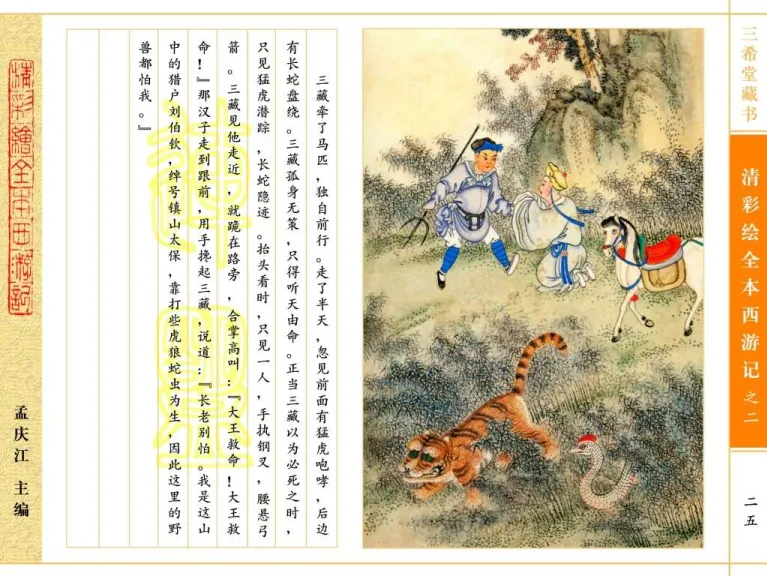 三希堂藏书
清彩绘全本西游记之二
二五
三藏牵了马匹，独自前行。走了半天，忽见前面有猛虎咆哮，后边
有长蛇盘绕。三藏孤身无策，只得听天由命。正当三藏以为必死之时，
只见猛虎潜踪，长蛇隐迹。抬头看时，只见一人，手执钢叉，腰悬弓
箭。三藏见他走近，就跪在路旁，合掌高叫：『大王救命！大王救
命！』那汉子走到跟前，用手搀起三藏，说道：『长老别怕。我是这山
中的猎户刘伯钦，绰号镇山太保，靠打些虎狼蛇虫为生，因此这里的野
兽都怕我。』
清彩绘全本西游记
孟庆江 主编